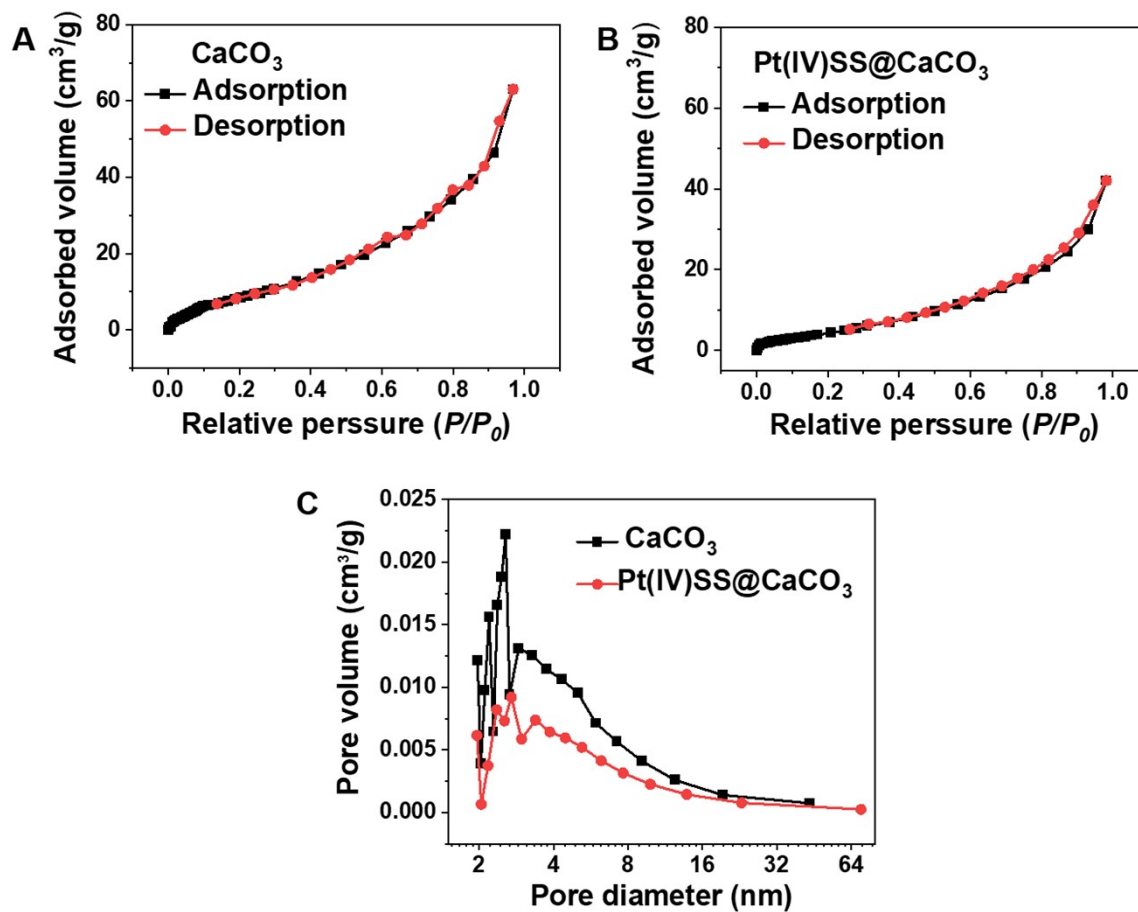 A
CaCO₃
Adsorption
Desorption
Adsorbed volume (cm³/g)
80
60
40
20
0
0.0 0.2 0.4 0.6 0.8 1.0
Relative perssure (P/P₀)
B
Pt(IV)SS@CaCO₃
Adsorption
Desorption
Adsorbed volume (cm³/g)
80
60
40
20
0
0.0 0.2 0.4 0.6 0.8 1.0
Relative perssure (P/P₀)
C
CaCO₃
Pt(IV)SS@CaCO₃
Pore volume (cm³/g)
0.025
0.020
0.015
0.010
0.005
0.000
2 4 8 16 32 64
Pore diameter (nm)